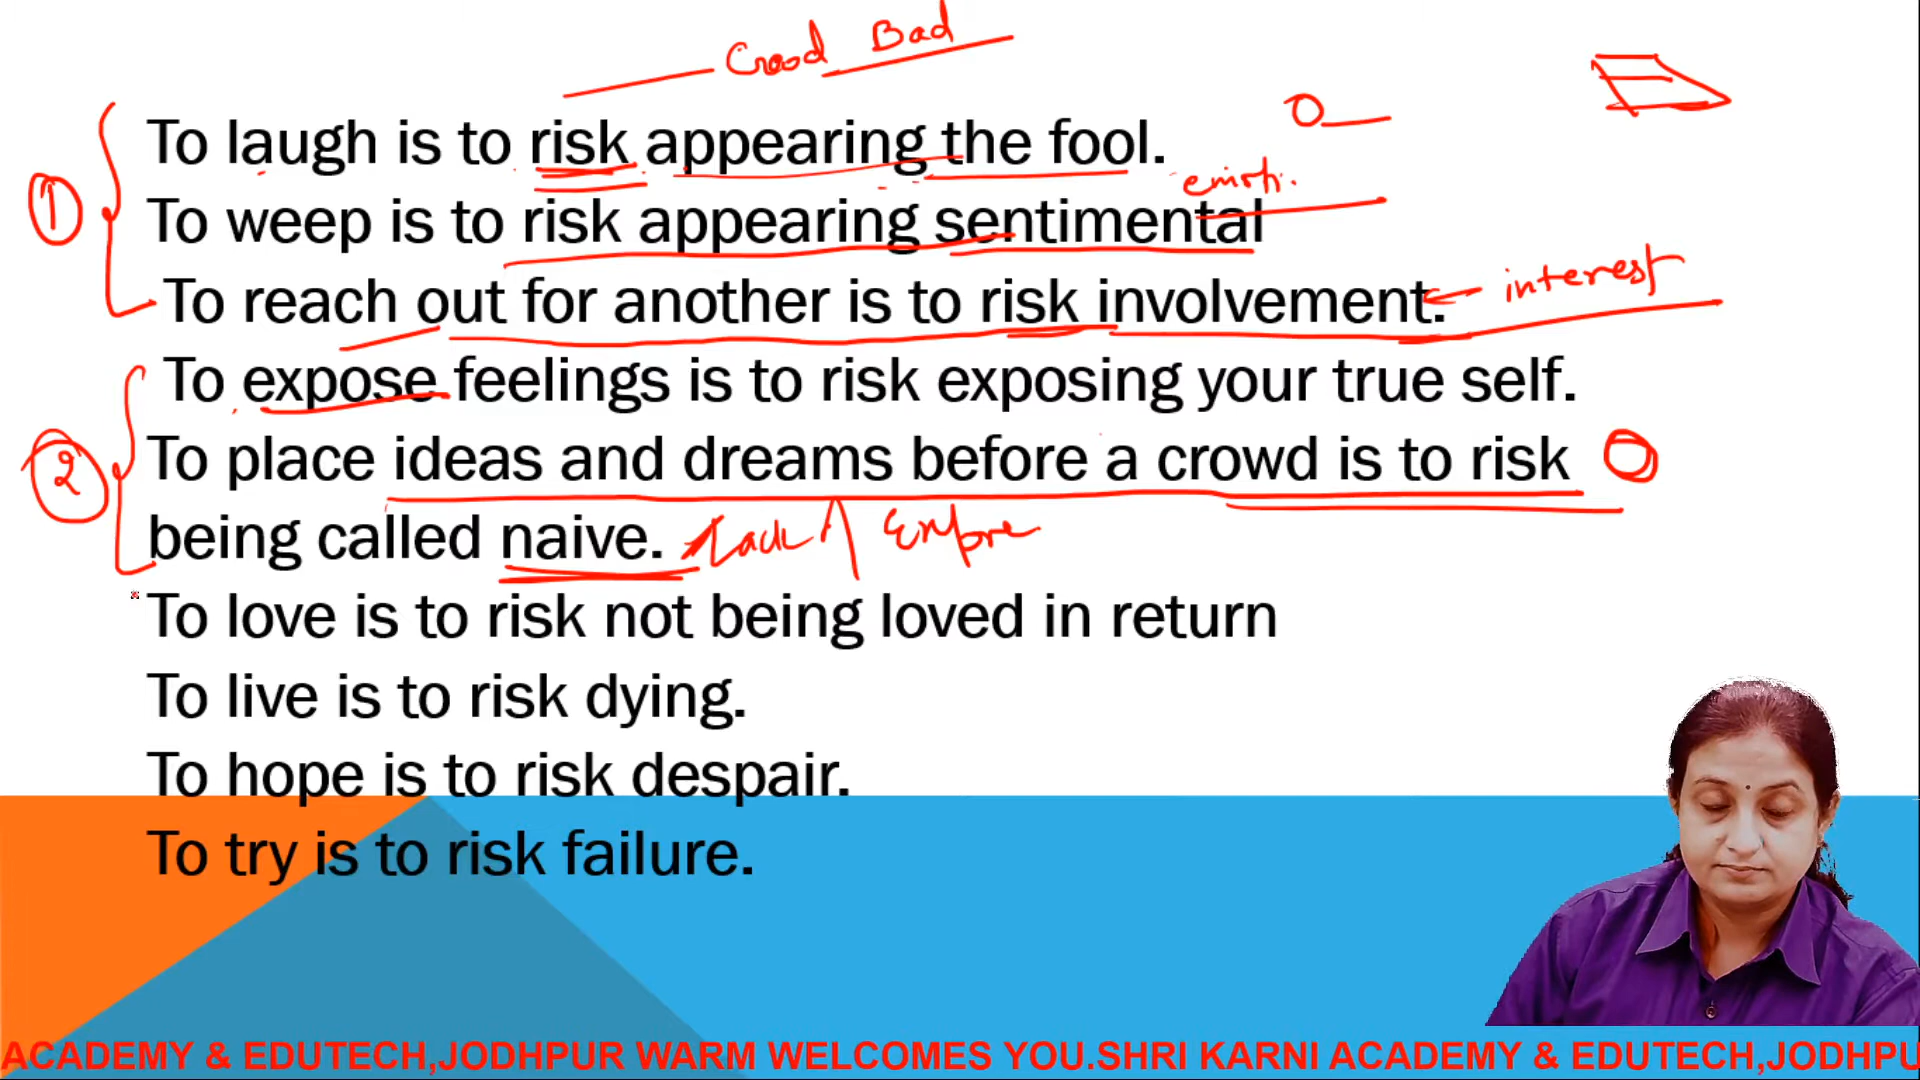 Good Bad
To laugh is to risk appearing the fool.
emoti.
To weep is to risk appearing sentimental
1
To reach out for another is to risk involvement.
interest
To expose feelings is to risk exposing your true self.
2
To place ideas and dreams before a crowd is to risk
being called naive.
lack
To love is to risk not being loved in return
To live is to risk dying.
To hope is to risk despair.
To try is to risk failure.
ACADEMY & EDUTECH,JODHPUR WARM WELCOMES YOU.SHRI KARNI ACADEMY & EDUTECH,JODHPU